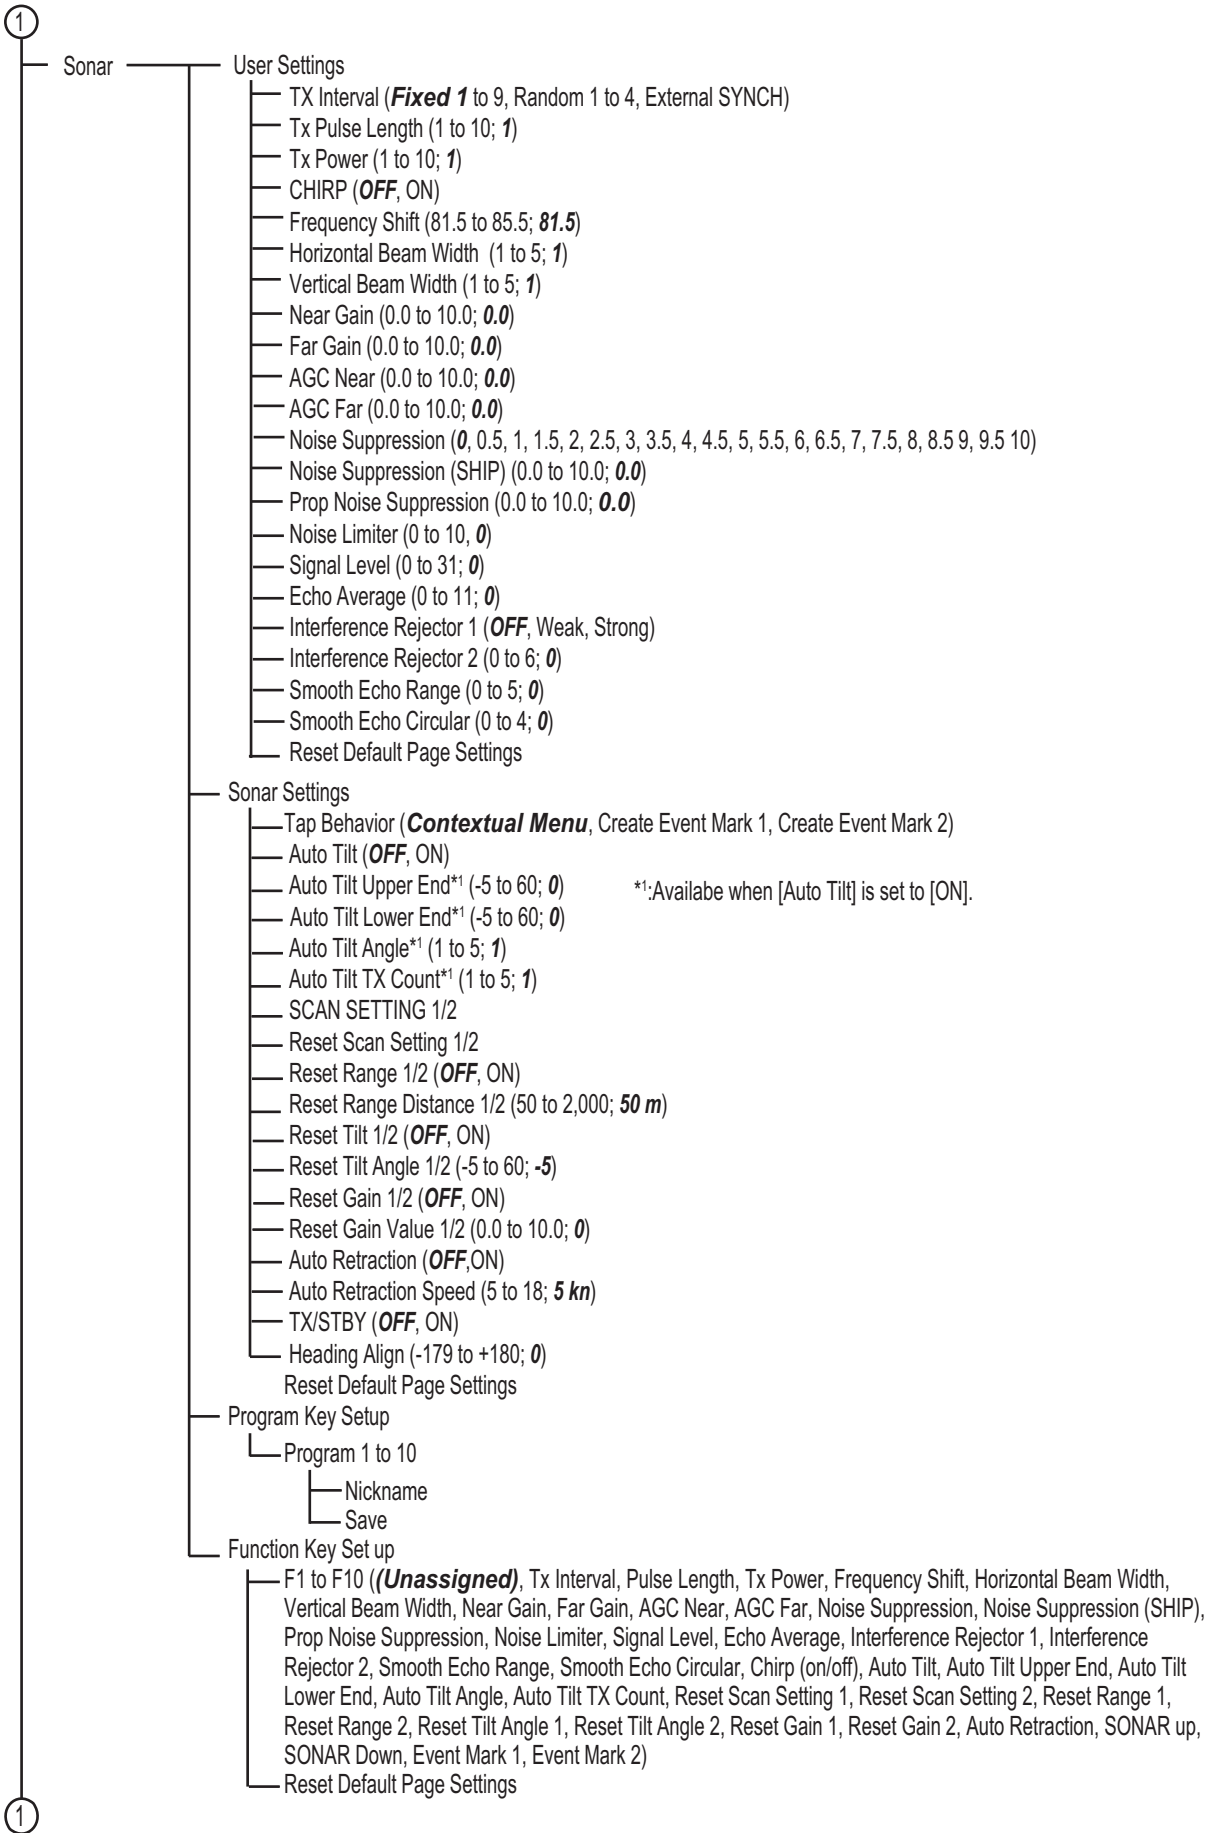 1
Sonar
User Settings
TX Interval (Fixed 1 to 9, Random 1 to 4, External SYNCH)
Tx Pulse Length (1 to 10; 1)
Tx Power (1 to 10; 1)
CHIRP (OFF, ON)
Frequency Shift (81.5 to 85.5; 81.5)
Horizontal Beam Width  (1 to 5; 1)
Vertical Beam Width (1 to 5; 1)
Near Gain (0.0 to 10.0; 0.0)
Far Gain (0.0 to 10.0; 0.0)
AGC Near (0.0 to 10.0; 0.0)
AGC Far (0.0 to 10.0; 0.0)
Noise Suppression (0, 0.5, 1, 1.5, 2, 2.5, 3, 3.5, 4, 4.5, 5, 5.5, 6, 6.5, 7, 7.5, 8, 8.5 9, 9.5 10)
Noise Suppression (SHIP) (0.0 to 10.0; 0.0)
Prop Noise Suppression (0.0 to 10.0; 0.0)
Noise Limiter (0 to 10, 0)
Signal Level (0 to 31; 0)
Echo Average (0 to 11; 0)
Interference Rejector 1 (OFF, Weak, Strong)
Interference Rejector 2 (0 to 6; 0)
Smooth Echo Range (0 to 5; 0)
Smooth Echo Circular (0 to 4; 0)
Reset Default Page Settings
Sonar Settings
Tap Behavior (Contextual Menu, Create Event Mark 1, Create Event Mark 2)
Auto Tilt (OFF, ON)
Auto Tilt Upper End*1 (-5 to 60; 0)
*1:Availabe when [Auto Tilt] is set to [ON].
Auto Tilt Lower End*1 (-5 to 60; 0)
Auto Tilt Angle*1 (1 to 5; 1)
Auto Tilt TX Count*1 (1 to 5; 1)
SCAN SETTING 1/2
Reset Scan Setting 1/2
Reset Range 1/2 (OFF, ON)
Reset Range Distance 1/2 (50 to 2,000; 50 m)
Reset Tilt 1/2 (OFF, ON)
Reset Tilt Angle 1/2 (-5 to 60; -5)
Reset Gain 1/2 (OFF, ON)
Reset Gain Value 1/2 (0.0 to 10.0; 0)
Auto Retraction (OFF,ON)
Auto Retraction Speed (5 to 18; 5 kn)
TX/STBY (OFF, ON)
Heading Align (-179 to +180; 0)
Reset Default Page Settings
Program Key Setup
Program 1 to 10
Nickname
Save
Function Key Set up
F1 to F10 ((Unassigned), Tx Interval, Pulse Length, Tx Power, Frequency Shift, Horizontal Beam Width,
Vertical Beam Width, Near Gain, Far Gain, AGC Near, AGC Far, Noise Suppression, Noise Suppression (SHIP),
Prop Noise Suppression, Noise Limiter, Signal Level, Echo Average, Interference Rejector 1, Interference
Rejector 2, Smooth Echo Range, Smooth Echo Circular, Chirp (on/off), Auto Tilt, Auto Tilt Upper End, Auto Tilt
Lower End, Auto Tilt Angle, Auto Tilt TX Count, Reset Scan Setting 1, Reset Scan Setting 2, Reset Range 1,
Reset Range 2, Reset Tilt Angle 1, Reset Tilt Angle 2, Reset Gain 1, Reset Gain 2, Auto Retraction, SONAR up,
SONAR Down, Event Mark 1, Event Mark 2)
Reset Default Page Settings
1